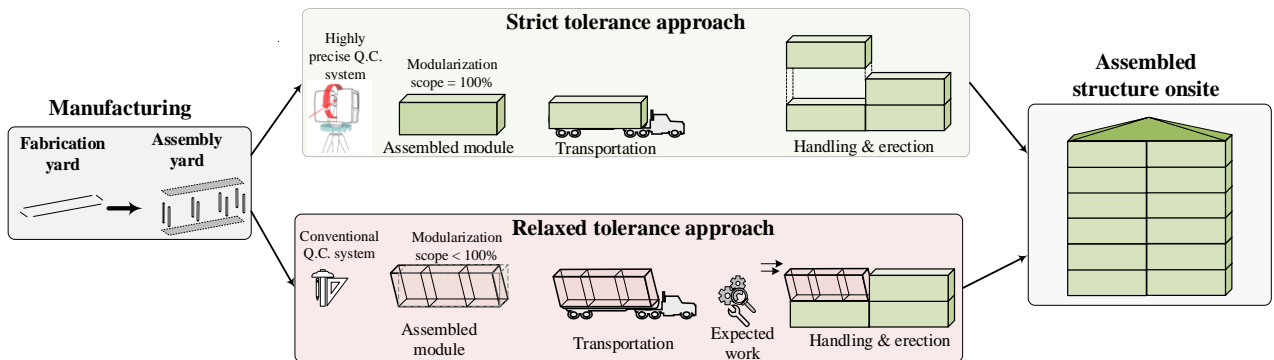 Manufacturing
Fabrication
yard
Assembly
yard
Strict tolerance approach
Highly
precise Q.C.
system
Modularization
scope = 100%
Assembled module
Transportation
Handling & erection
Relaxed tolerance approach
Conventional
Q.C. system
Modularization
scope < 100%
Assembled
module
Transportation
Expected
work
Handling & erection
Assembled
structure onsite